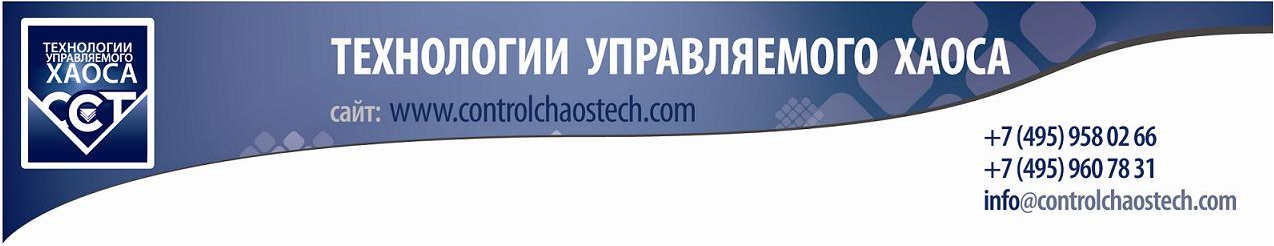 ТЕХНОЛОГИИ
УПРАВЛЯЕМОГО
ХАОСА
CCT
ТЕХНОЛОГИИ УПРАВЛЯЕМОГО ХАОСА
сайт: www.controlchaostech.com
+7 (495) 958 02 66
+7 (495) 960 78 31
info@controlchaostech.com